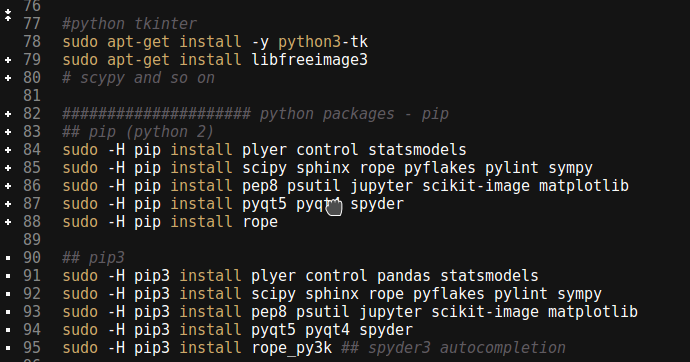 76
77 #python tkinter
78 sudo apt-get install -y python3-tk
79 sudo apt-get install libfreeimage3
80 # scypy and so on
81
82 ##################### python packages - pip
83 ## pip (python 2)
84 sudo -H pip install plyer control statsmodels
85 sudo -H pip install scipy sphinx rope pyflakes pylint sympy
86 sudo -H pip install pep8 psutil jupyter scikit-image matplotlib
87 sudo -H pip install pyqt5 pyqt4 spyder
88 sudo -H pip install rope
89
90 ## pip3
91 sudo -H pip3 install plyer control pandas statsmodels
92 sudo -H pip3 install scipy sphinx rope pyflakes pylint sympy
93 sudo -H pip3 install pep8 psutil jupyter scikit-image matplotlib
94 sudo -H pip3 install pyqt5 pyqt4 spyder
95 sudo -H pip3 install rope_py3k ## spyder3 autocompletion